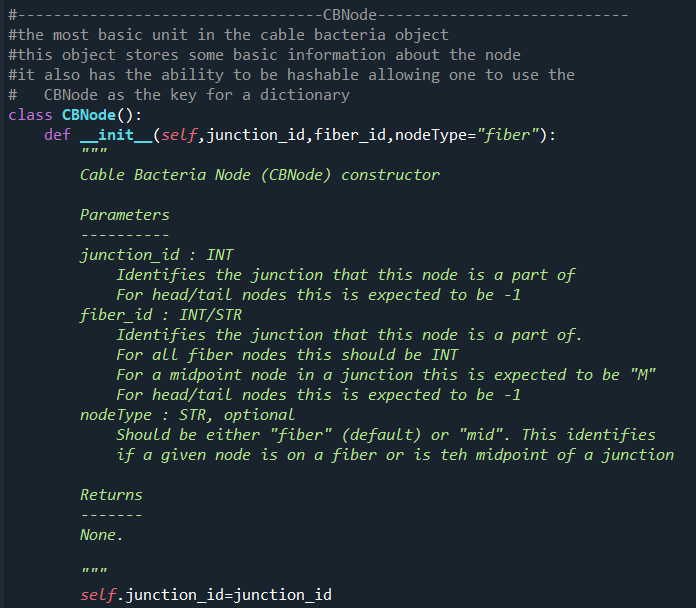 #----------------------------------CBNode----------------------------
#the most basic unit in the cable bacteria object
#this object stores some basic information about the node
#it also has the ability to be hashable allowing one to use the
#   CBNode as the key for a dictionary
class CBNode():
    def __init__(self,junction_id,fiber_id,nodeType="fiber"):
        """
        Cable Bacteria Node (CBNode) constructor

        Parameters
        ----------
        junction_id : INT
            Identifies the junction that this node is a part of
            For head/tail nodes this is expected to be -1
        fiber_id : INT/STR
            Identifies the junction that this node is a part of.
            For all fiber nodes this should be INT
            For a midpoint node in a junction this is expected to be "M"
            For head/tail nodes this is expected to be -1
        nodeType : STR, optional
            Should be either "fiber" (default) or "mid". This identifies
            if a given node is on a fiber or is teh midpoint of a junction

        Returns
        -------
        None.

        """
        self.junction_id=junction_id